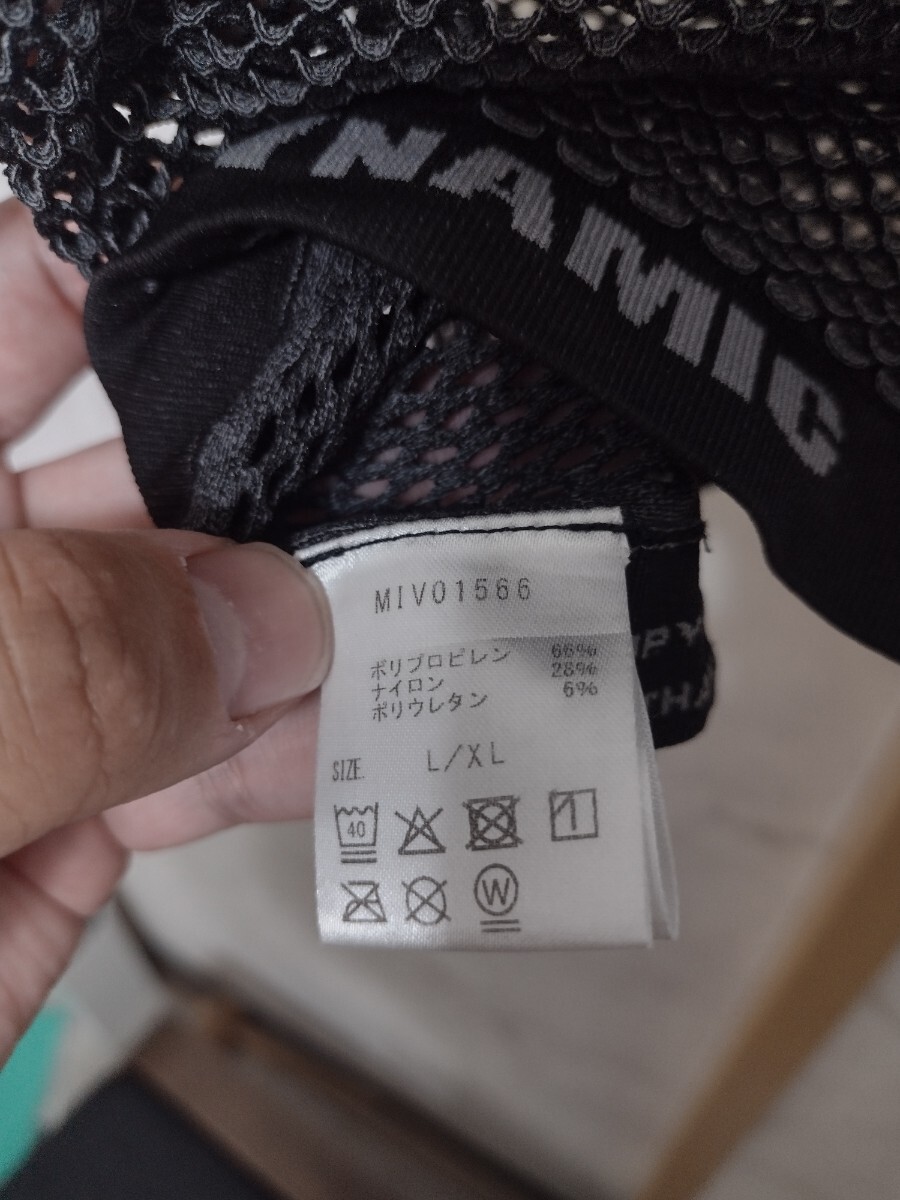 YNAMIC
MIV01566
ポリプロピレン 66%
ナイロン 28%
ポリウレタン 6%
SIZE. L/XL
40
W